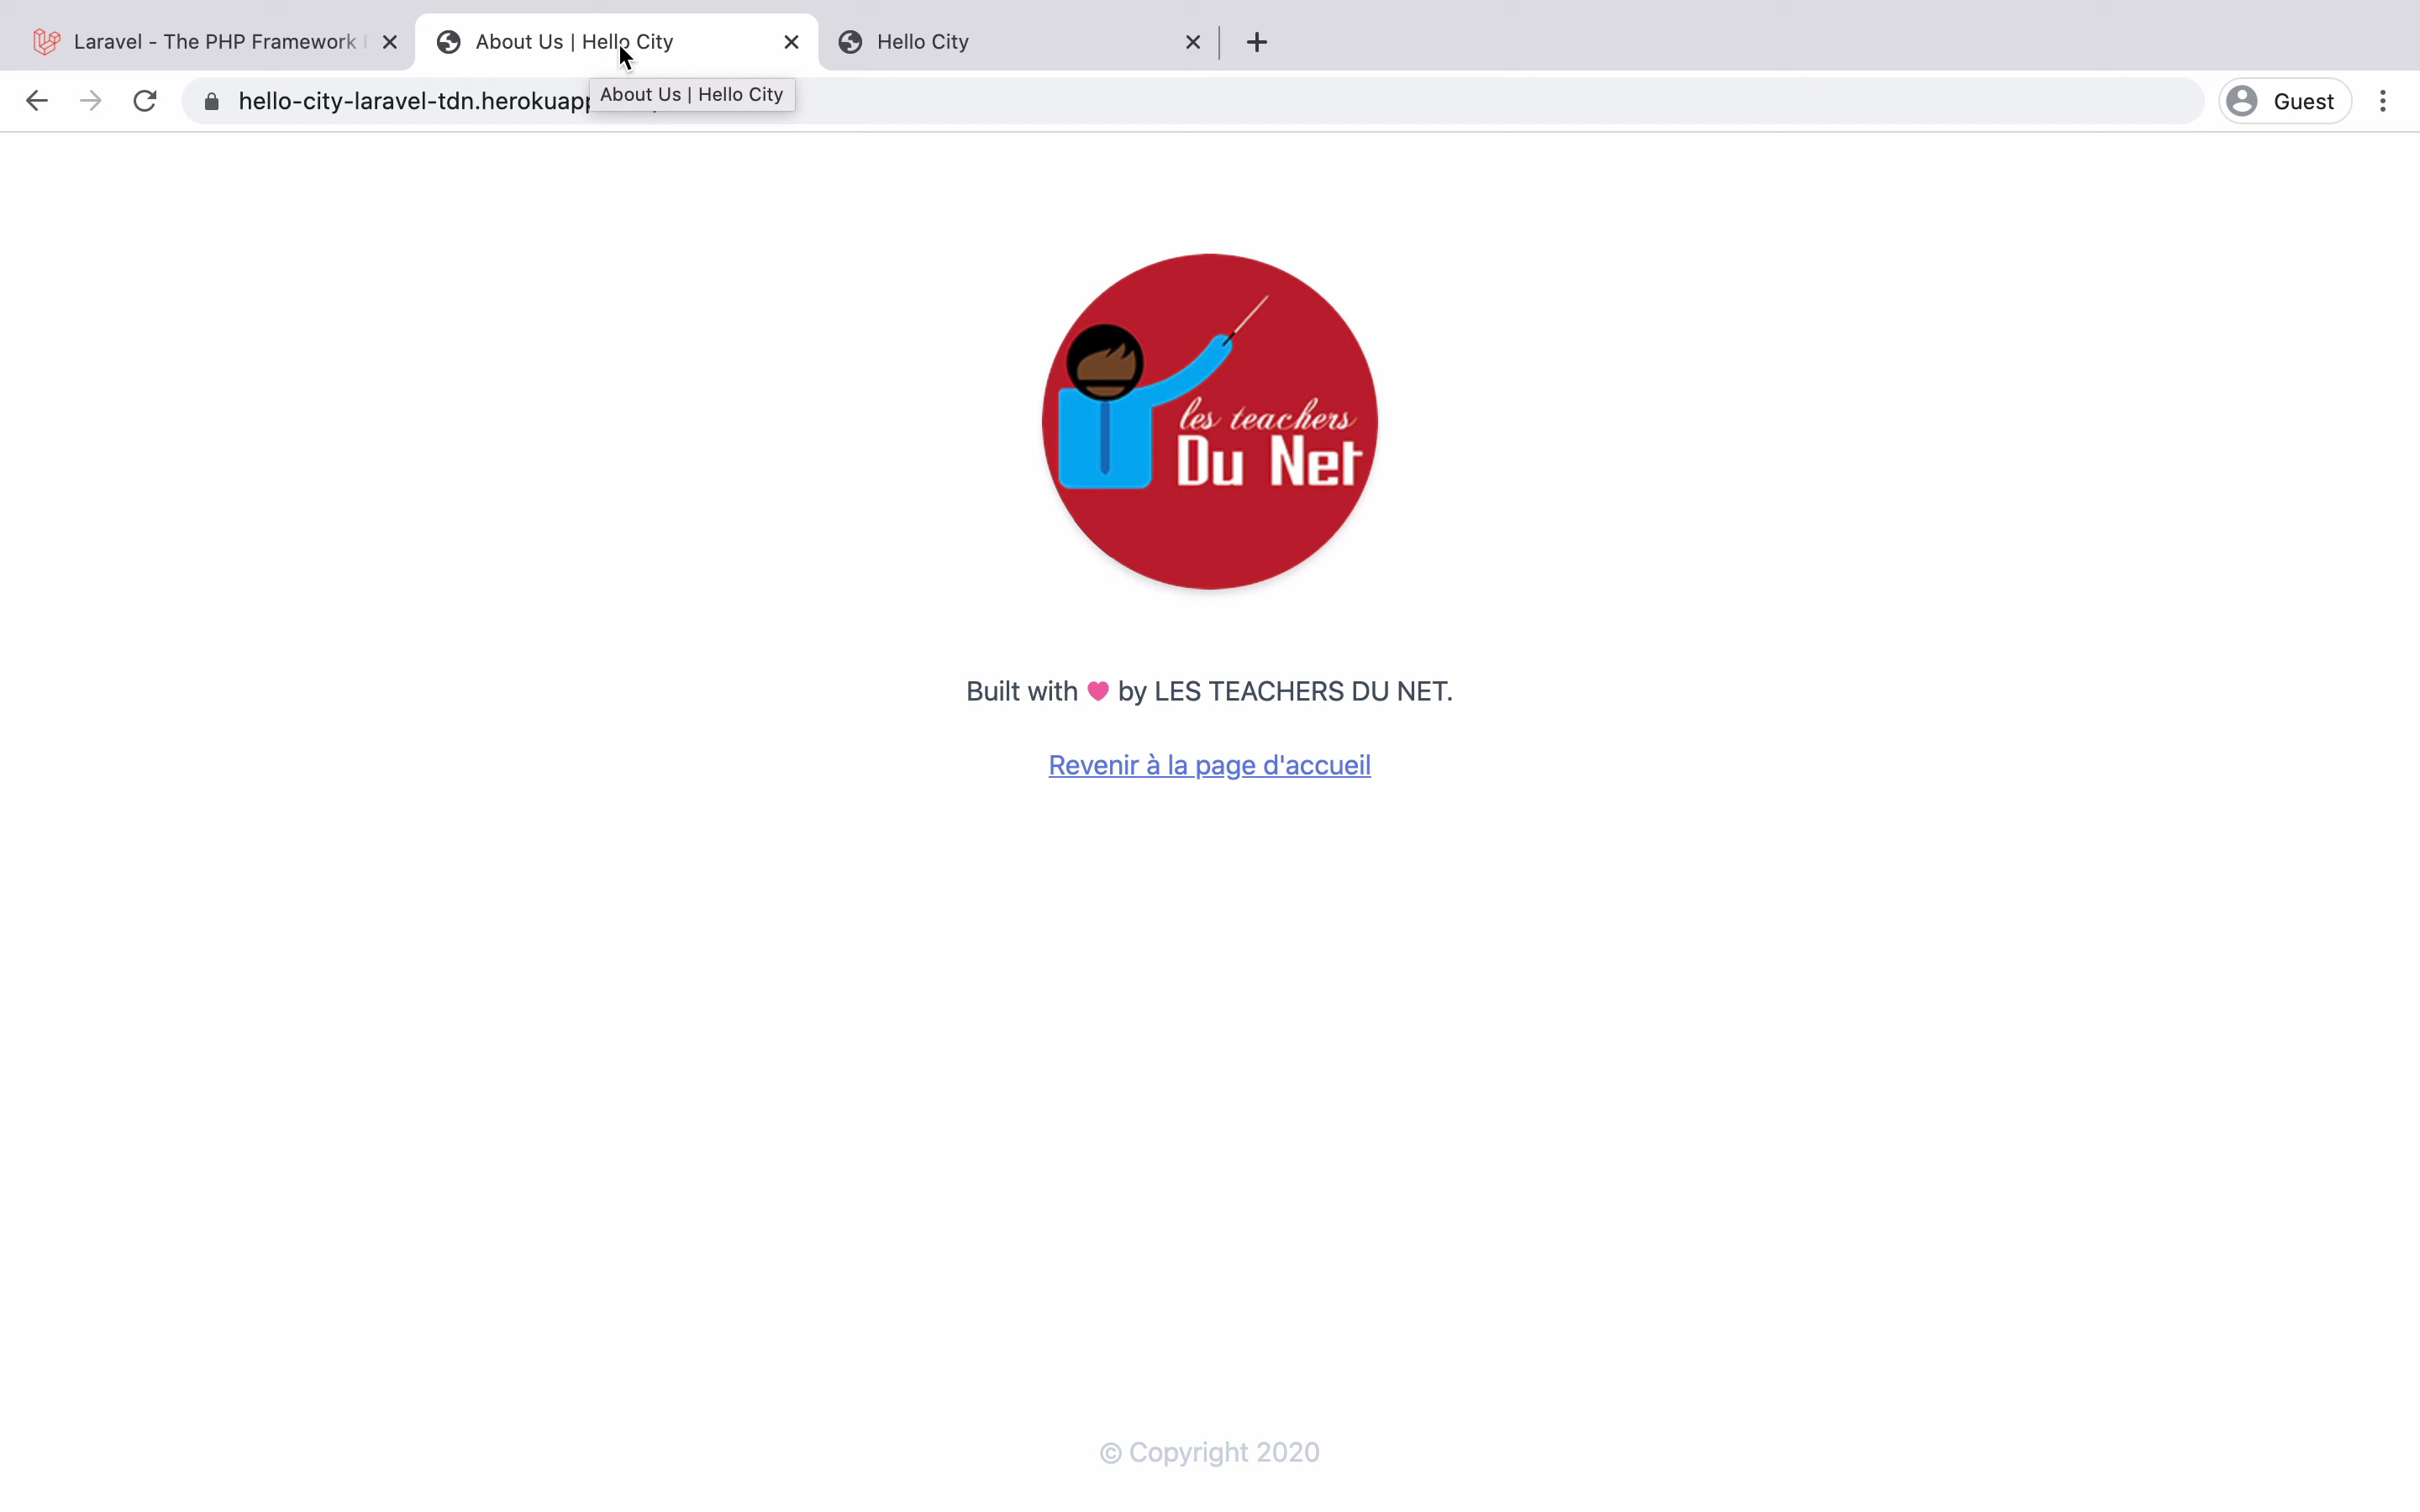 Laravel - The PHP Framework
About Us | Hello City
Hello City
hello-city-laravel-tdn.herokuapp
About Us | Hello City
Guest
les teachers
Du Net
Built with 💗 by LES TEACHERS DU NET.
Revenir à la page d'accueil
© Copyright 2020